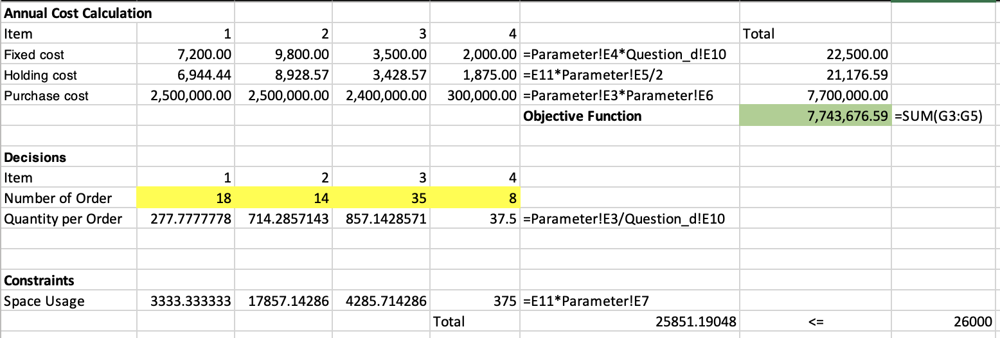 Annual Cost Calculation
Item 1 2 3 4 Total
Fixed cost 7,200.00 9,800.00 3,500.00 2,000.00 =Parameter!E4*Question_d!E10 22,500.00
Holding cost 6,944.44 8,928.57 3,428.57 1,875.00 =E11*Parameter!E5/2 21,176.59
Purchase cost 2,500,000.00 2,500,000.00 2,400,000.00 300,000.00 =Parameter!E3*Parameter!E6 7,700,000.00
Objective Function 7,743,676.59 =SUM(G3:G5)
Decisions
Item 1 2 3 4
Number of Order 18 14 35 8
Quantity per Order 277.7777778 714.2857143 857.1428571 37.5 =Parameter!E3/Question_d!E10
Constraints
Space Usage 3333.333333 17857.14286 4285.714286 375 =E11*Parameter!E7
Total 25851.19048 <= 26000